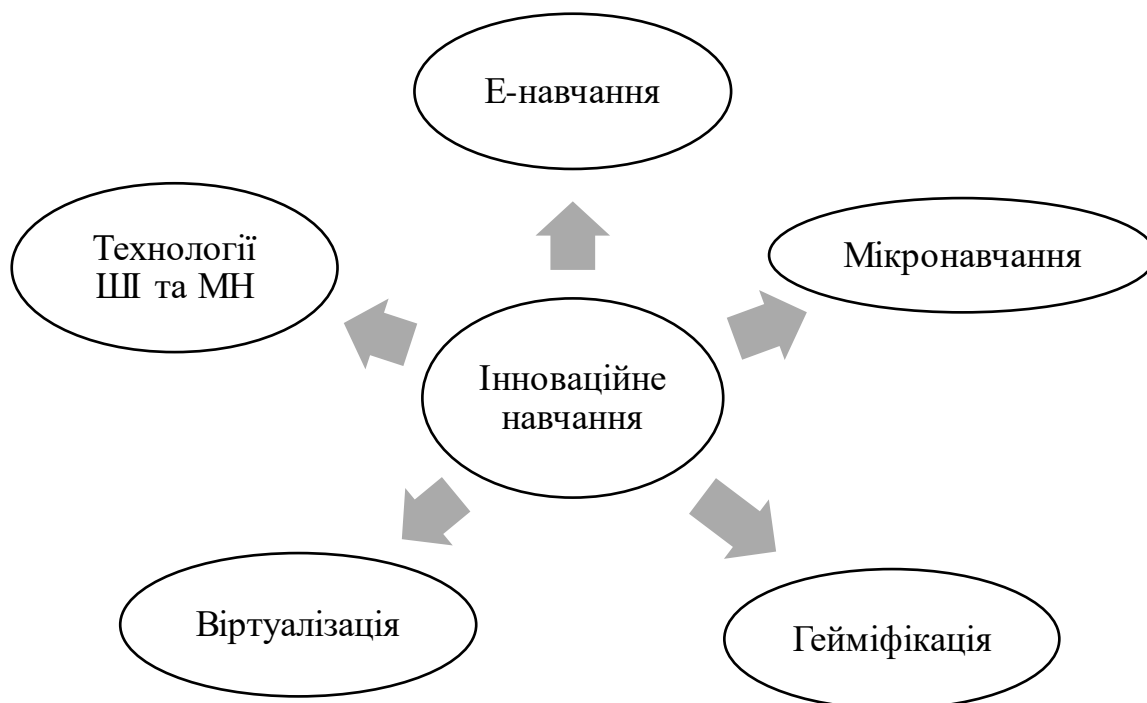 Е-навчання
Технології
ШІ та МН
Мікронавчання
Інноваційне
навчання
Віртуалізація
Гейміфікація